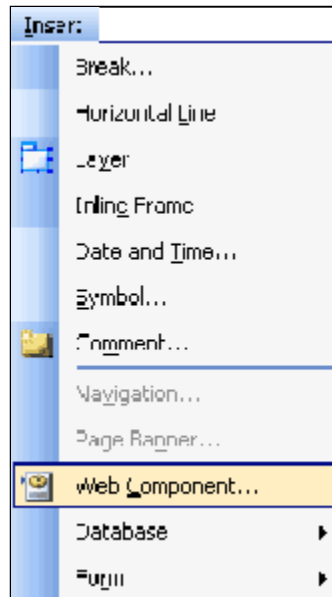 Insert
Break...
Horizontal Line
Layer
Inline Frame
Date and Time...
Symbol...
Comment...
Navigation...
Page Banner...
Web Component...
Database
Form